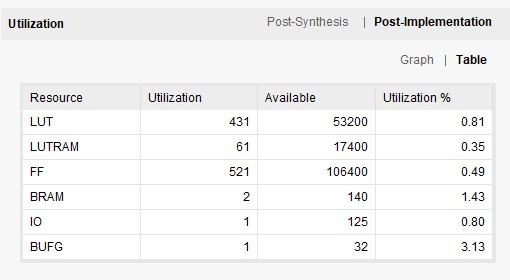 Utilization Post-Synthesis | Post-Implementation
Graph | Table
Resource Utilization Available Utilization %
LUT 431 53200 0.81
LUTRAM 61 17400 0.35
FF 521 106400 0.49
BRAM 2 140 1.43
IO 1 125 0.80
BUFG 1 32 3.13